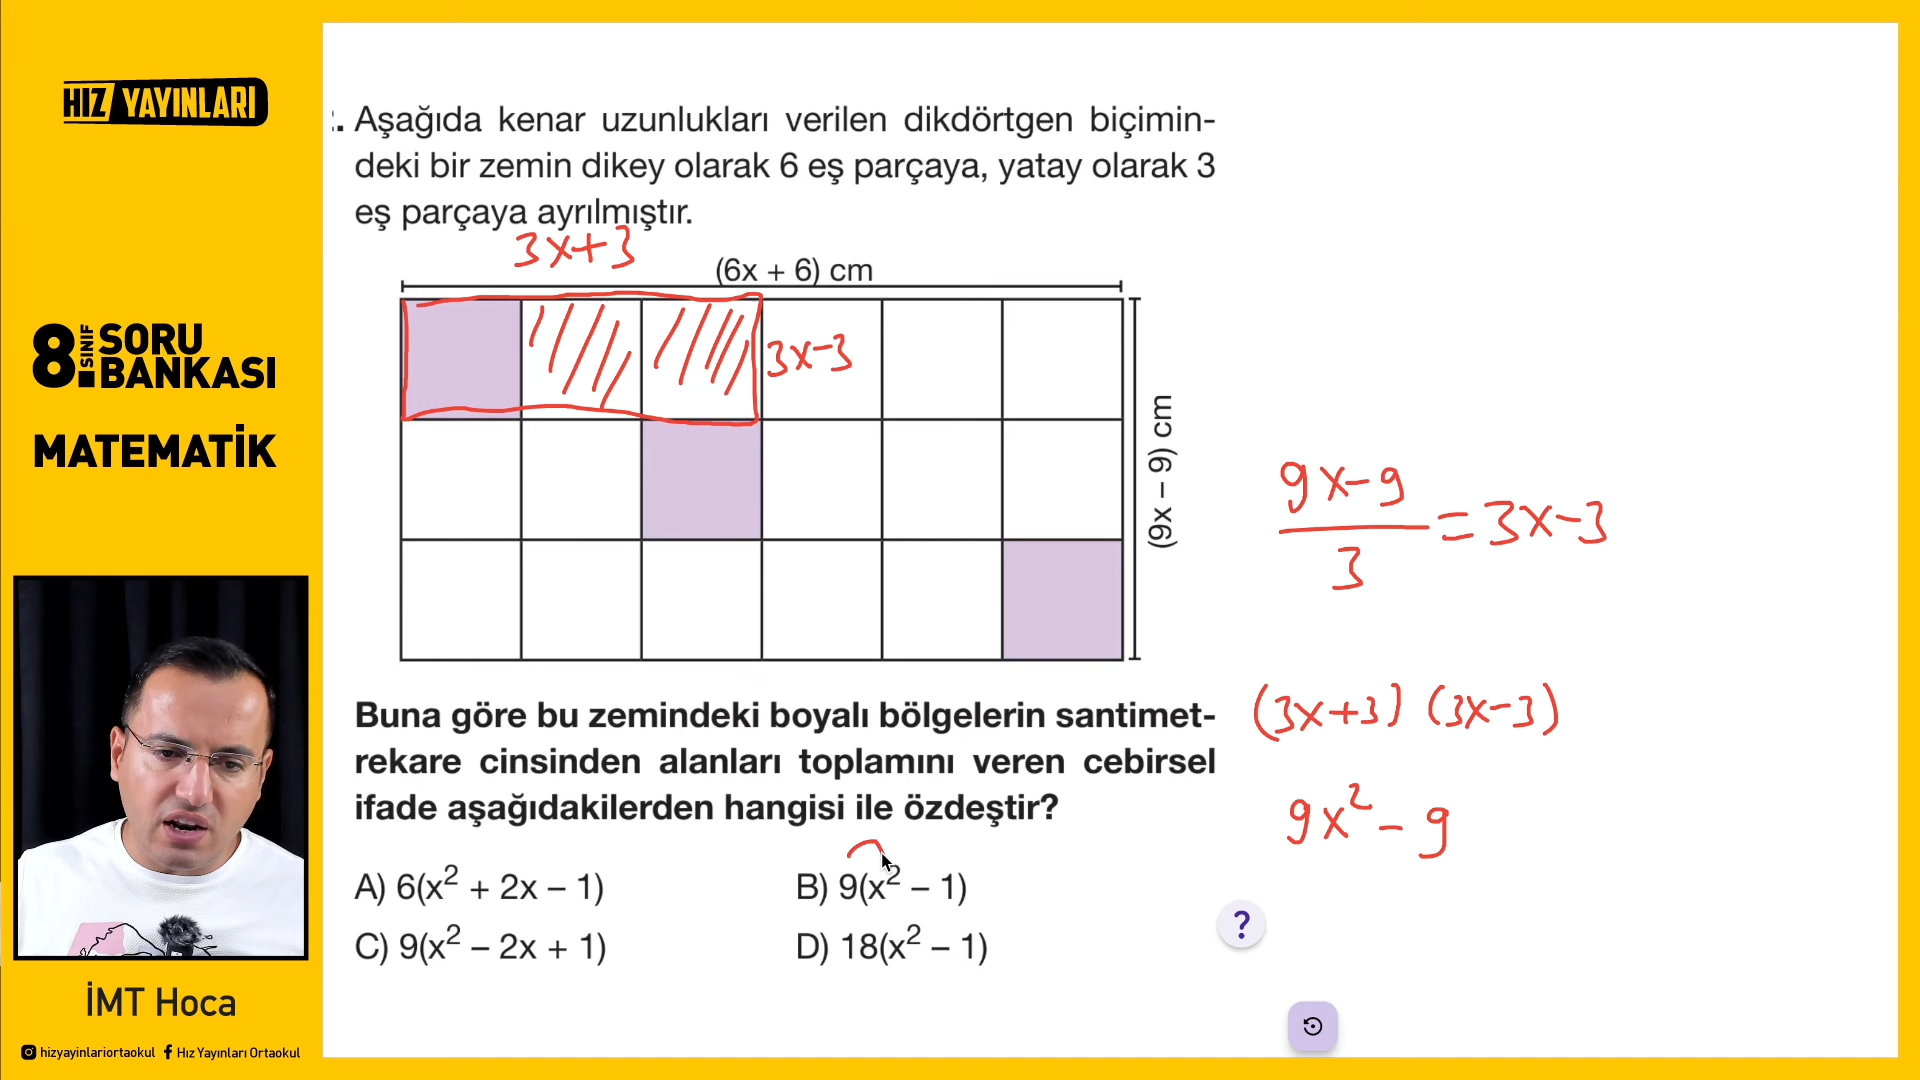 HIZ YAYINLARI
8. SINIF SORU BANKASI
MATEMATİK
İMT Hoca
hizyayinlariortaokul Hız Yayınları Ortaokul
. Aşağıda kenar uzunlukları verilen dikdörtgen biçimin-
deki bir zemin dikey olarak 6 eş parçaya, yatay olarak 3
eş parçaya ayrılmıştır.
3x+3
(6x + 6) cm
3x-3
(9x – 9) cm
9x-9
3
=3x-3
Buna göre bu zemindeki boyalı bölgelerin santimet-
rekare cinsinden alanları toplamını veren cebirsel
ifade aşağıdakilerden hangisi ile özdeştir?
(3x+3) (3x-3)
9x² - 9
A) 6(x² + 2x – 1)
B) 9(x² – 1)
C) 9(x² – 2x + 1)
D) 18(x² – 1)
?